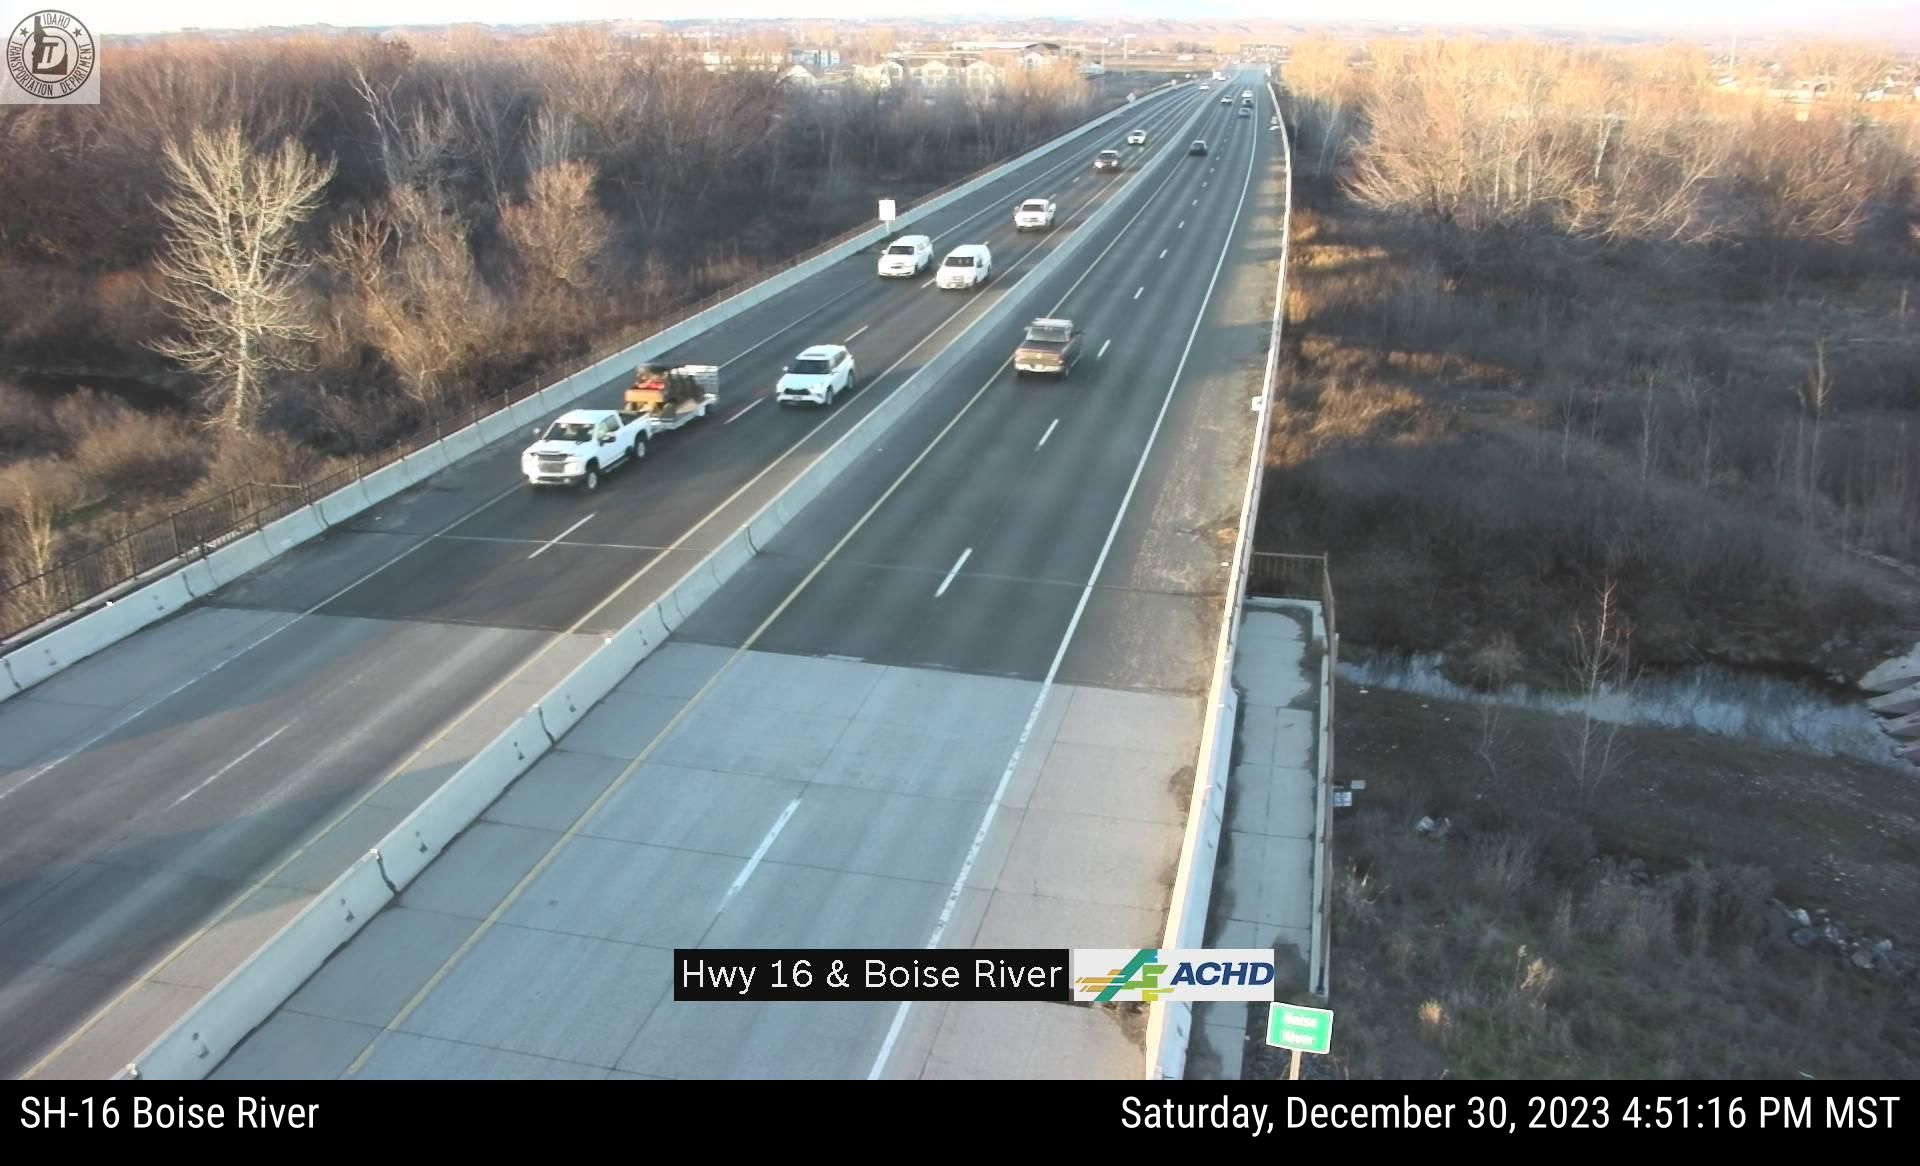 IDAHO
TRANSPORTATION DEPARTMENT
Hwy 16 & Boise River
ACHD
Boise
River
SH-16 Boise River
Saturday, December 30, 2023 4:51:16 PM MST